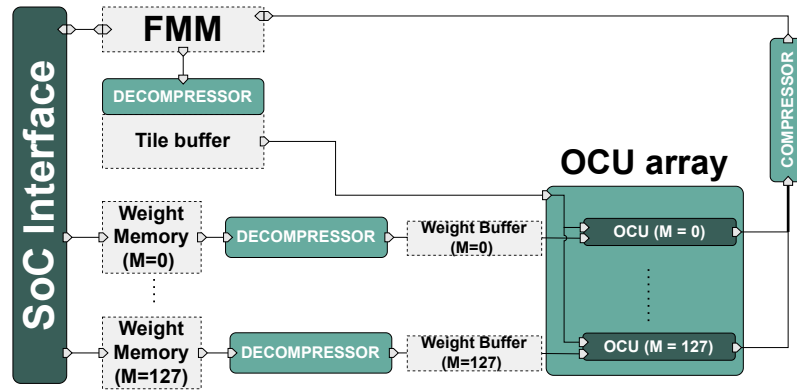 SoC Interface
FMM
DECOMPRESSOR
Tile buffer
COMPRESSOR
OCU array
Weight
Memory
(M=0)
DECOMPRESSOR
Weight Buffer
(M=0)
OCU (M = 0)
Weight
Memory
(M=127)
DECOMPRESSOR
Weight Buffer
(M=127)
OCU (M = 127)